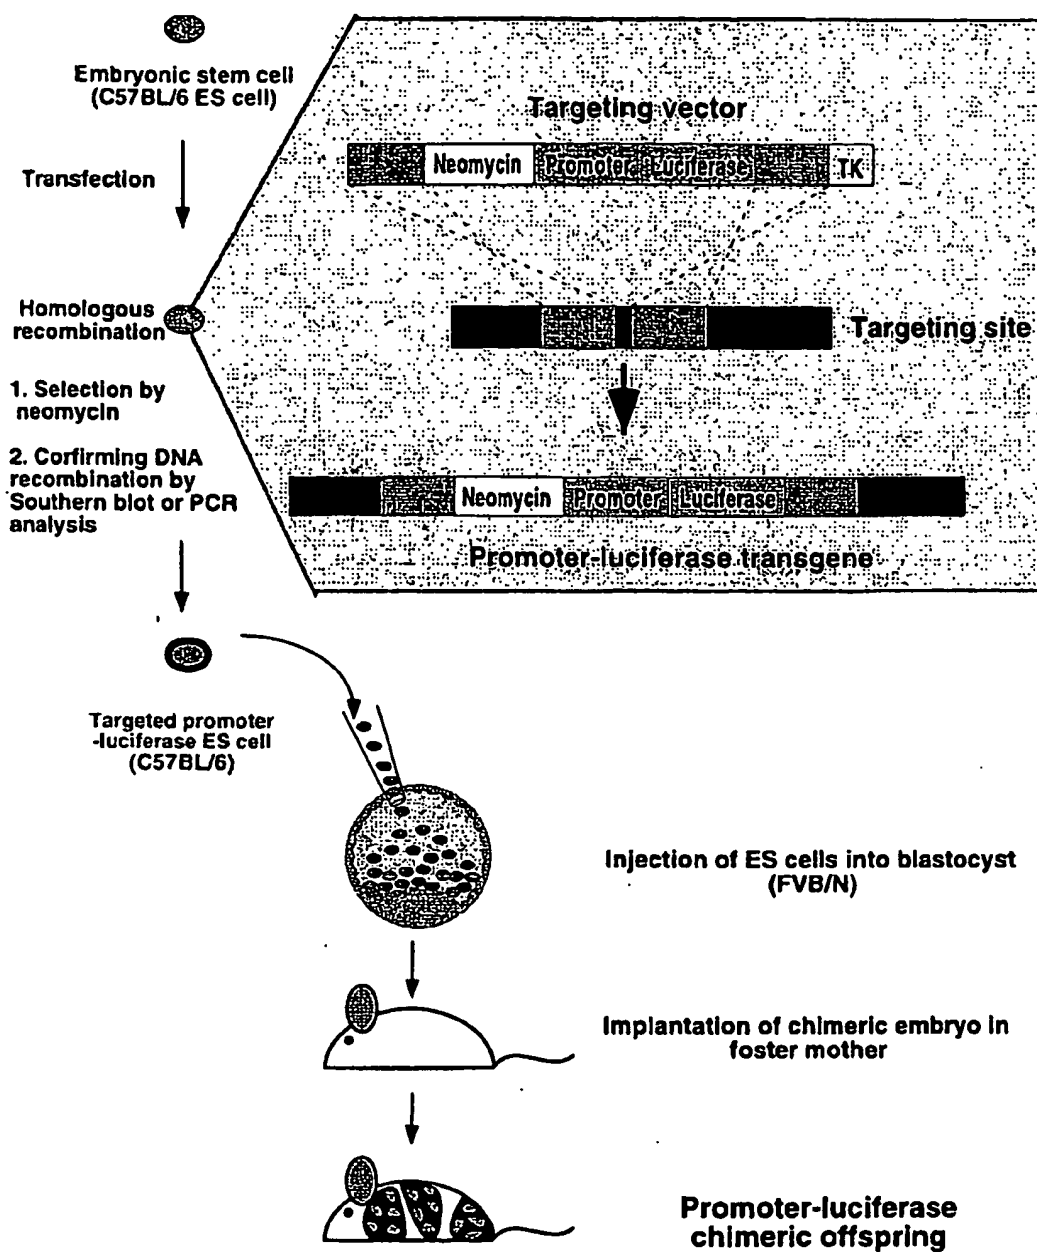 Embryonic stem cell
(C57BL/6 ES cell)
Transfection
Homologous
recombination
1. Selection by
neomycin
2. Corfirming DNA
recombination by
Southern blot or PCR
analysis
Targeting vector
Neomycin Promoter Luciferase TK
Targeting site
Neomycin Promoter Luciferase
Promoter-luciferase transgene
Targeted promoter
-luciferase ES cell
(C57BL/6)
Injection of ES cells into blastocyst
(FVB/N)
Implantation of chimeric embryo in
foster mother
Promoter-luciferase
chimeric offspring